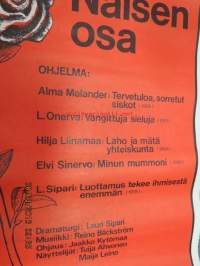 Naisen
osa
OHJELMA:
Alma Malander: Tervetuloa, sorretut
siskot
L. Onerva: Vangittuja sieluja
Hilja Liinamaa: Laho ja mätä
yhteiskunta
Elvi Sinervo: Minun mummoni
L. Sipari: Luottamus tekee ihmisestä
enemmän
Dramaturgi: Lauri Sipari
Musiikki: Reino Bäckström
Ohjaus: Jaakko Kytömaa
Näyttelijät: Tuija Ahvonen
Maija Leino